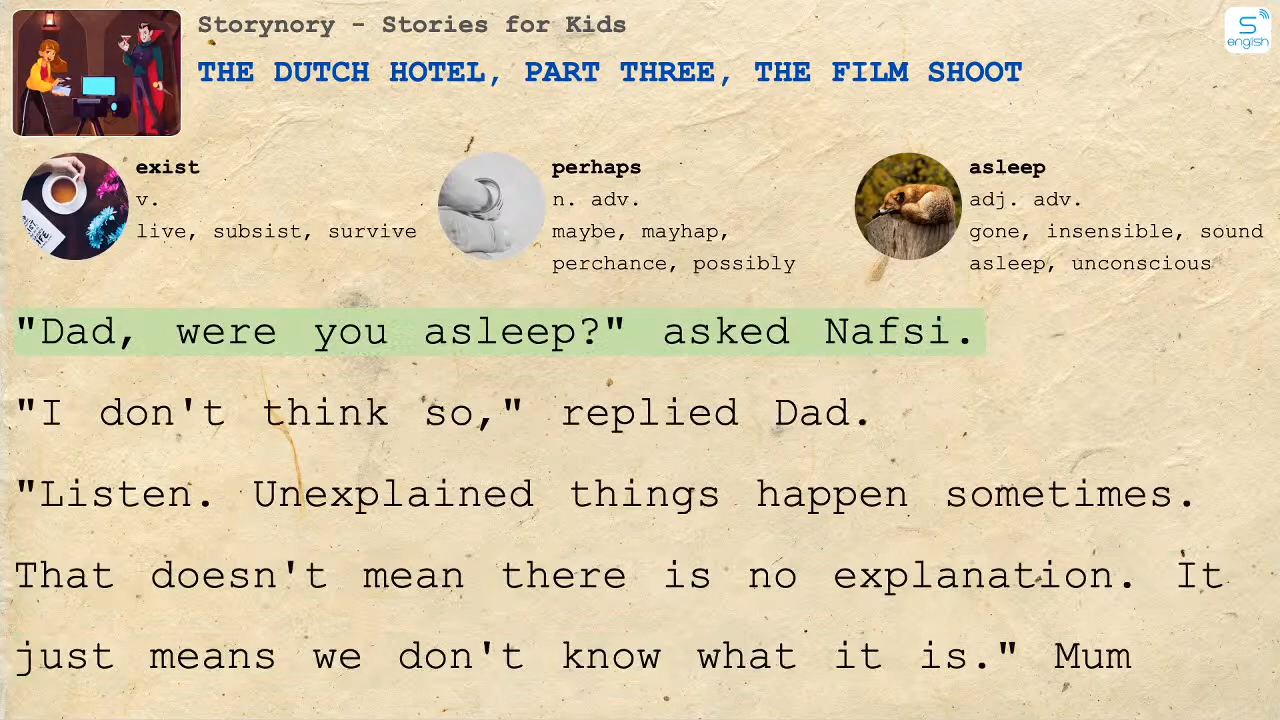 Storynory - Stories for Kids
THE DUTCH HOTEL, PART THREE, THE FILM SHOOT
S
english
exist
v.
live, subsist, survive
perhaps
n. adv.
maybe, mayhap,
perchance, possibly
asleep
adj. adv.
gone, insensible, sound
asleep, unconscious
"Dad, were you asleep?" asked Nafsi.
"I don't think so," replied Dad.
"Listen. Unexplained things happen sometimes.
That doesn't mean there is no explanation. It
just means we don't know what it is." Mum